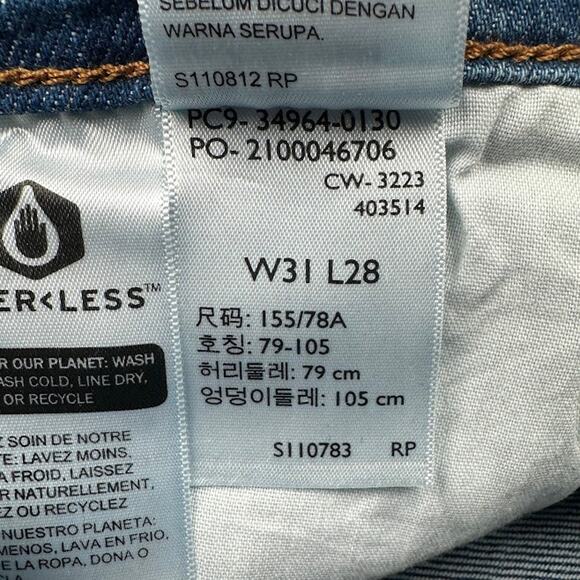 SEBELUM DICUCI DENGAN
WARNA SERUPA.
S110812 RP
PC9- 34964-0130
PO- 2100046706
CW- 3223
403514
W31 L28
尺码: 155/78A
호칭: 79-105
허리둘레: 79 cm
엉덩이둘레: 105 cm
S110783 RP
ER<LESS™
R OUR PLANET: WASH
ASH COLD, LINE DRY,
OR RECYCLE
Z SOIN DE NOTRE
TE: LAVEZ MOINS,
À FROID, LAISSEZ
R NATURELLEMENT,
EZ OU RECYCLEZ
NUESTRO PLANETA:
MENOS, LAVA EN FRIO,
DE LA ROPA, DONA O
CLA